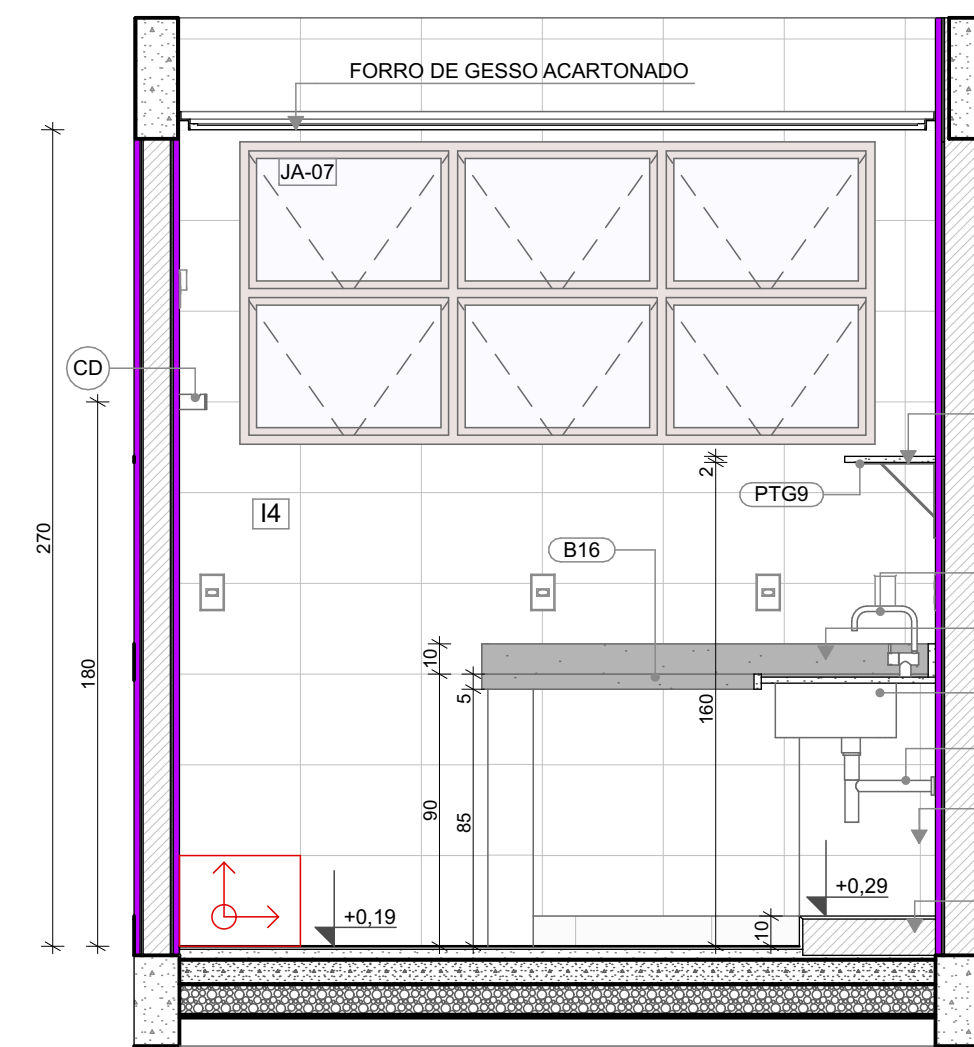 FORRO DE GESSO ACARTONADO
JA-07
CD
2
PTG9
I4
270
B16
10
180
5
160
90
85
+0,29
+0,19
10